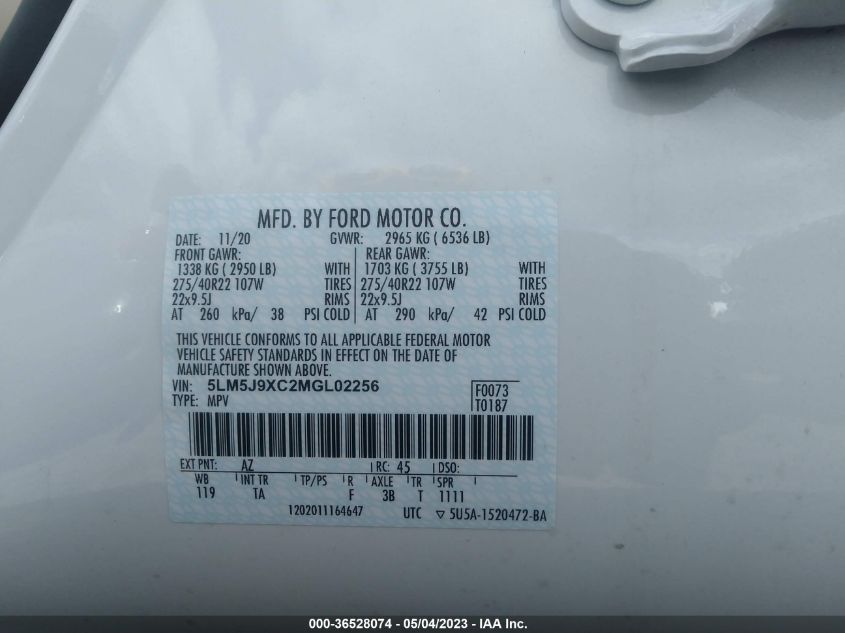 MFD. BY FORD MOTOR CO.
DATE: 11/20 GVWR: 2965 KG ( 6536 LB)
FRONT GAWR: REAR GAWR:
1338 KG ( 2950 LB) WITH 1703 KG ( 3755 LB) WITH
275/40R22 107W TIRES 275/40R22 107W TIRES
22x9.5J RIMS 22x9.5J RIMS
AT 260 kPa/ 38 PSI COLD AT 290 kPa/ 42 PSI COLD
THIS VEHICLE CONFORMS TO ALL APPLICABLE FEDERAL MOTOR
VEHICLE SAFETY STANDARDS IN EFFECT ON THE DATE OF
MANUFACTURE SHOWN ABOVE.
VIN: 5LM5J9XC2MGL02256 F0073
TYPE: MPV T0187
EXT PNT: AZ RC: 45 DSO:
WB INT TR TP/PS R AXLE TR SPR
119 TA F 3B T 1111
1202011164647 UTC ▽ 5U5A-1520472-BA
000-36528074 - 05/04/2023 - IAA Inc.